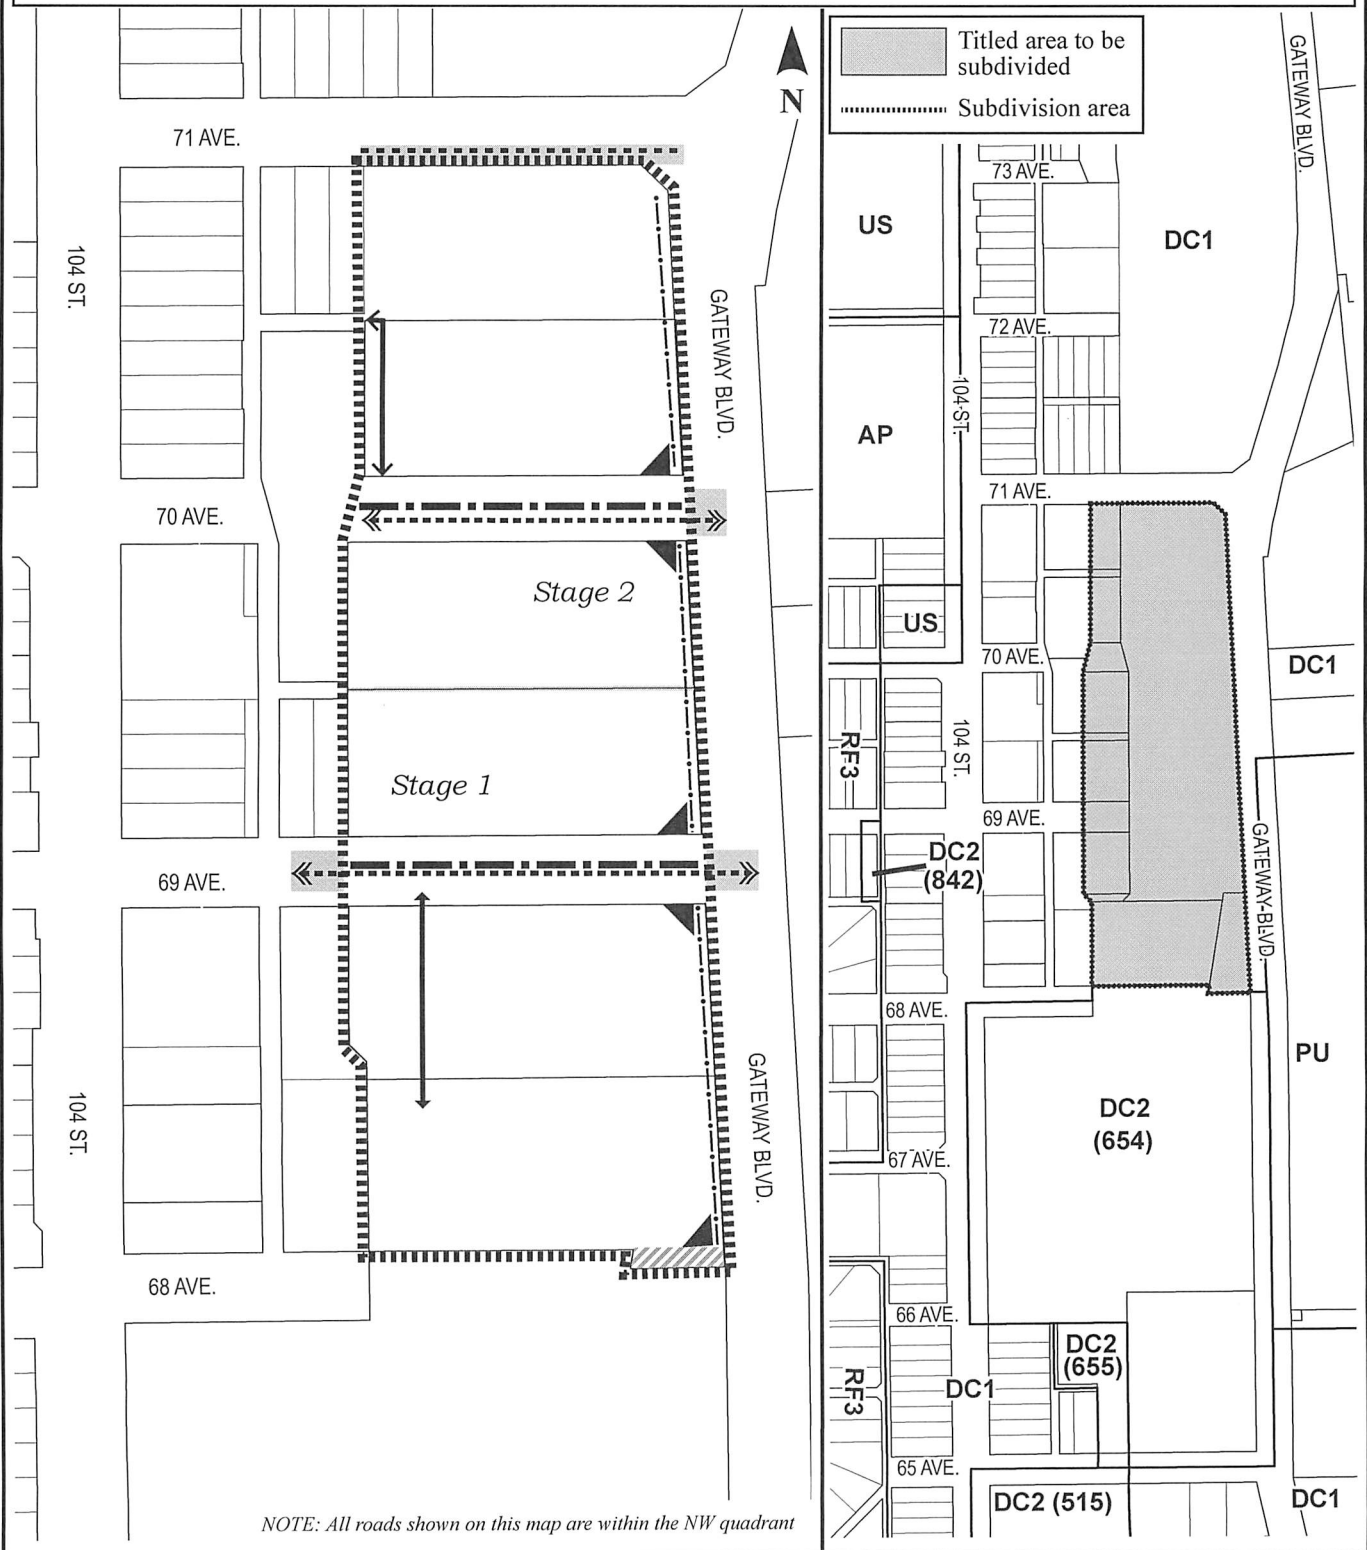 71 AVE.
N
104 ST.
GATEWAY BLVD.
70 AVE.
Stage 2
Stage 1
69 AVE.
104 ST.
GATEWAY BLVD.
68 AVE.
NOTE: All roads shown on this map are within the NW quadrant
Titled area to be
subdivided
Subdivision area
GATEWAY BLVD.
73 AVE.
US
DC1
72 AVE.
104 ST.
AP
71 AVE.
US
70 AVE.
DC1
RF3
104 ST.
69 AVE.
GATEWAY BLVD.
DC2
(842)
68 AVE.
PU
DC2
(654)
67 AVE.
66 AVE.
DC2
(655)
RF3
DC1
65 AVE.
DC2 (515)
DC1